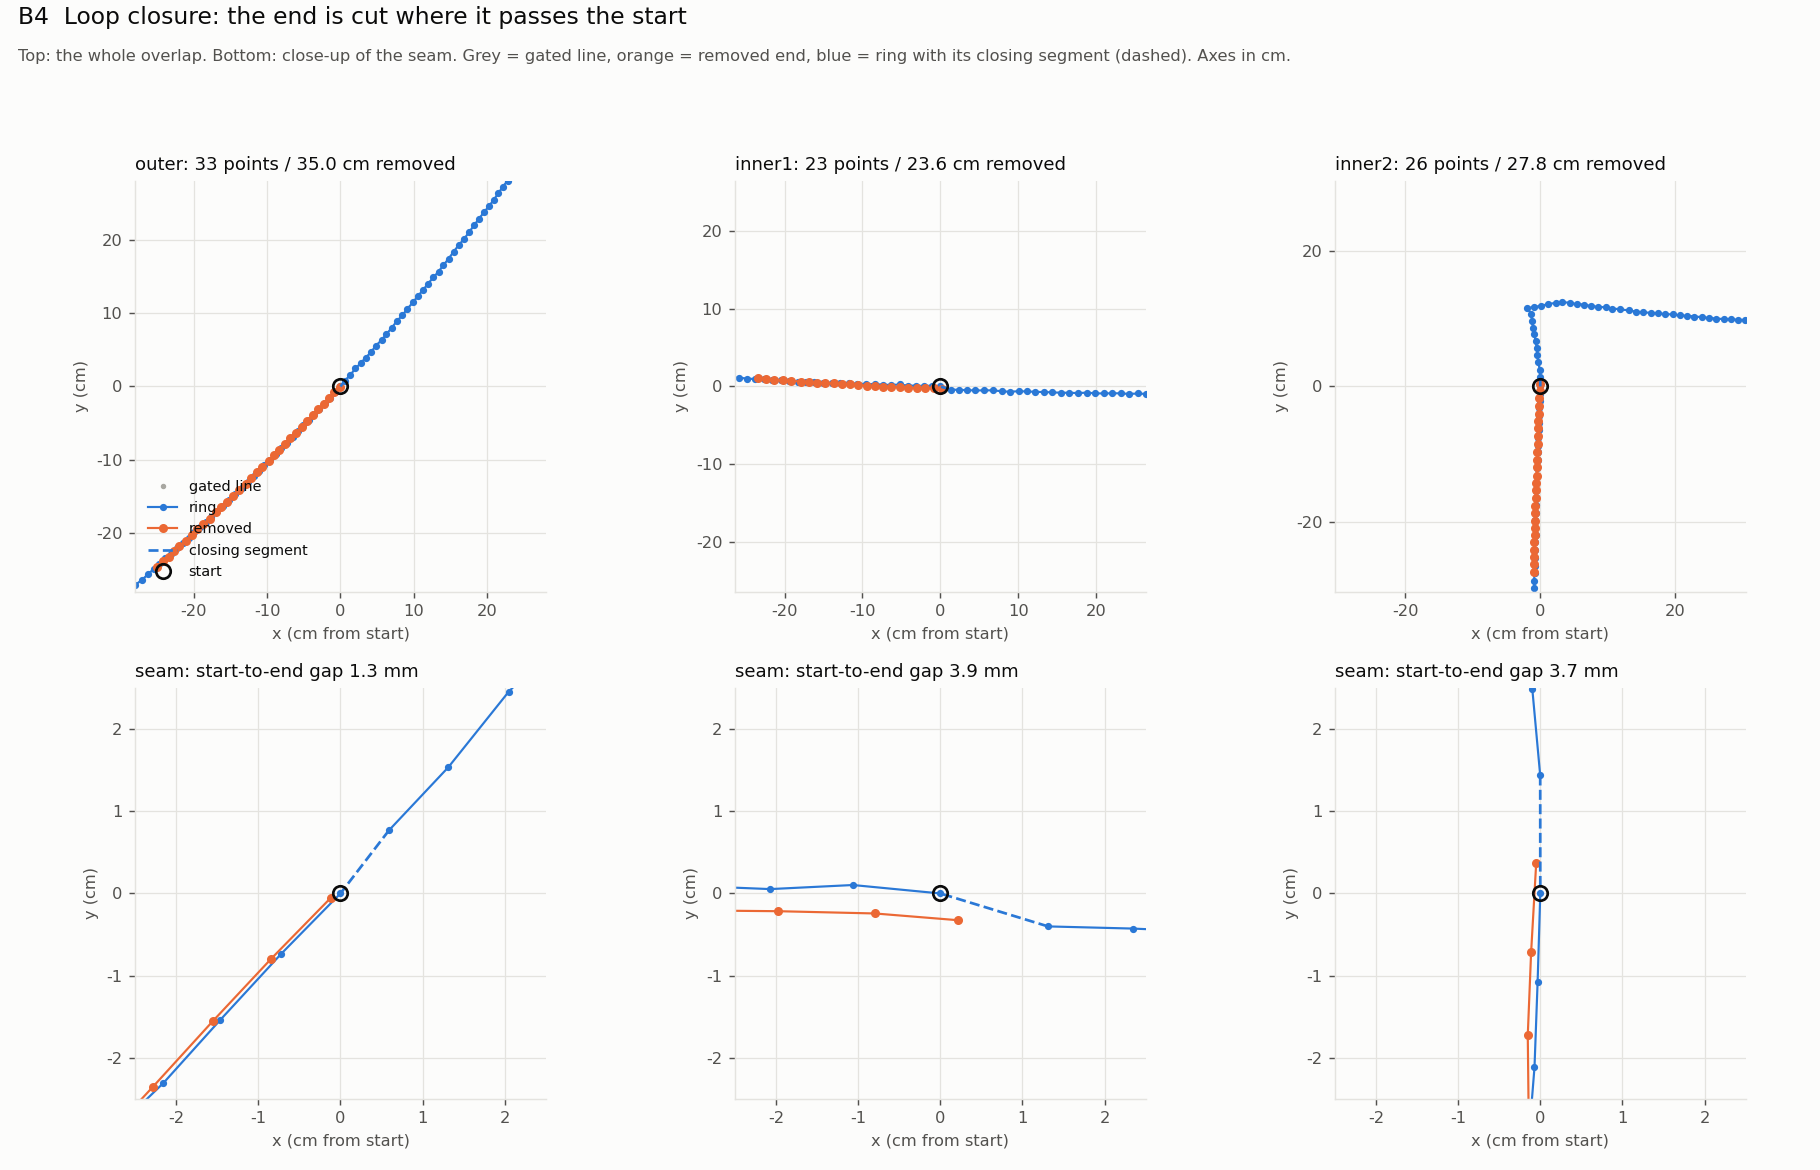 B4  Loop closure: the end is cut where it passes the start
Top: the whole overlap. Bottom: close-up of the seam. Grey = gated line, orange = removed end, blue = ring with its closing segment (dashed). Axes in cm.
outer: 33 points / 35.0 cm removed
20
10
0
-10
-20
y (cm)
-20 -10 0 10 20
x (cm from start)
gated line
ring
removed
closing segment
start
inner1: 23 points / 23.6 cm removed
20
10
0
-10
-20
y (cm)
-20 -10 0 10 20
x (cm from start)
inner2: 26 points / 27.8 cm removed
20
0
-20
y (cm)
-20 0 20
x (cm from start)
seam: start-to-end gap 1.3 mm
2
1
0
-1
-2
y (cm)
-2 -1 0 1 2
x (cm from start)
seam: start-to-end gap 3.9 mm
2
1
0
-1
-2
y (cm)
-2 -1 0 1 2
x (cm from start)
seam: start-to-end gap 3.7 mm
2
1
0
-1
-2
y (cm)
-2 -1 0 1 2
x (cm from start)